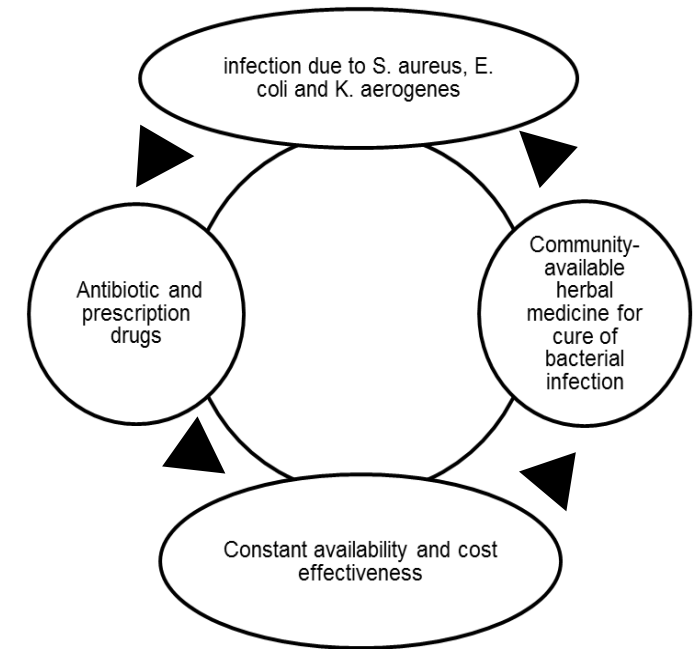 infection due to S. aureus, E.
coli and K. aerogenes
Antibiotic and
prescription
drugs
Community-
available
herbal
medicine for
cure of
bacterial
infection
Constant availability and cost
effectiveness